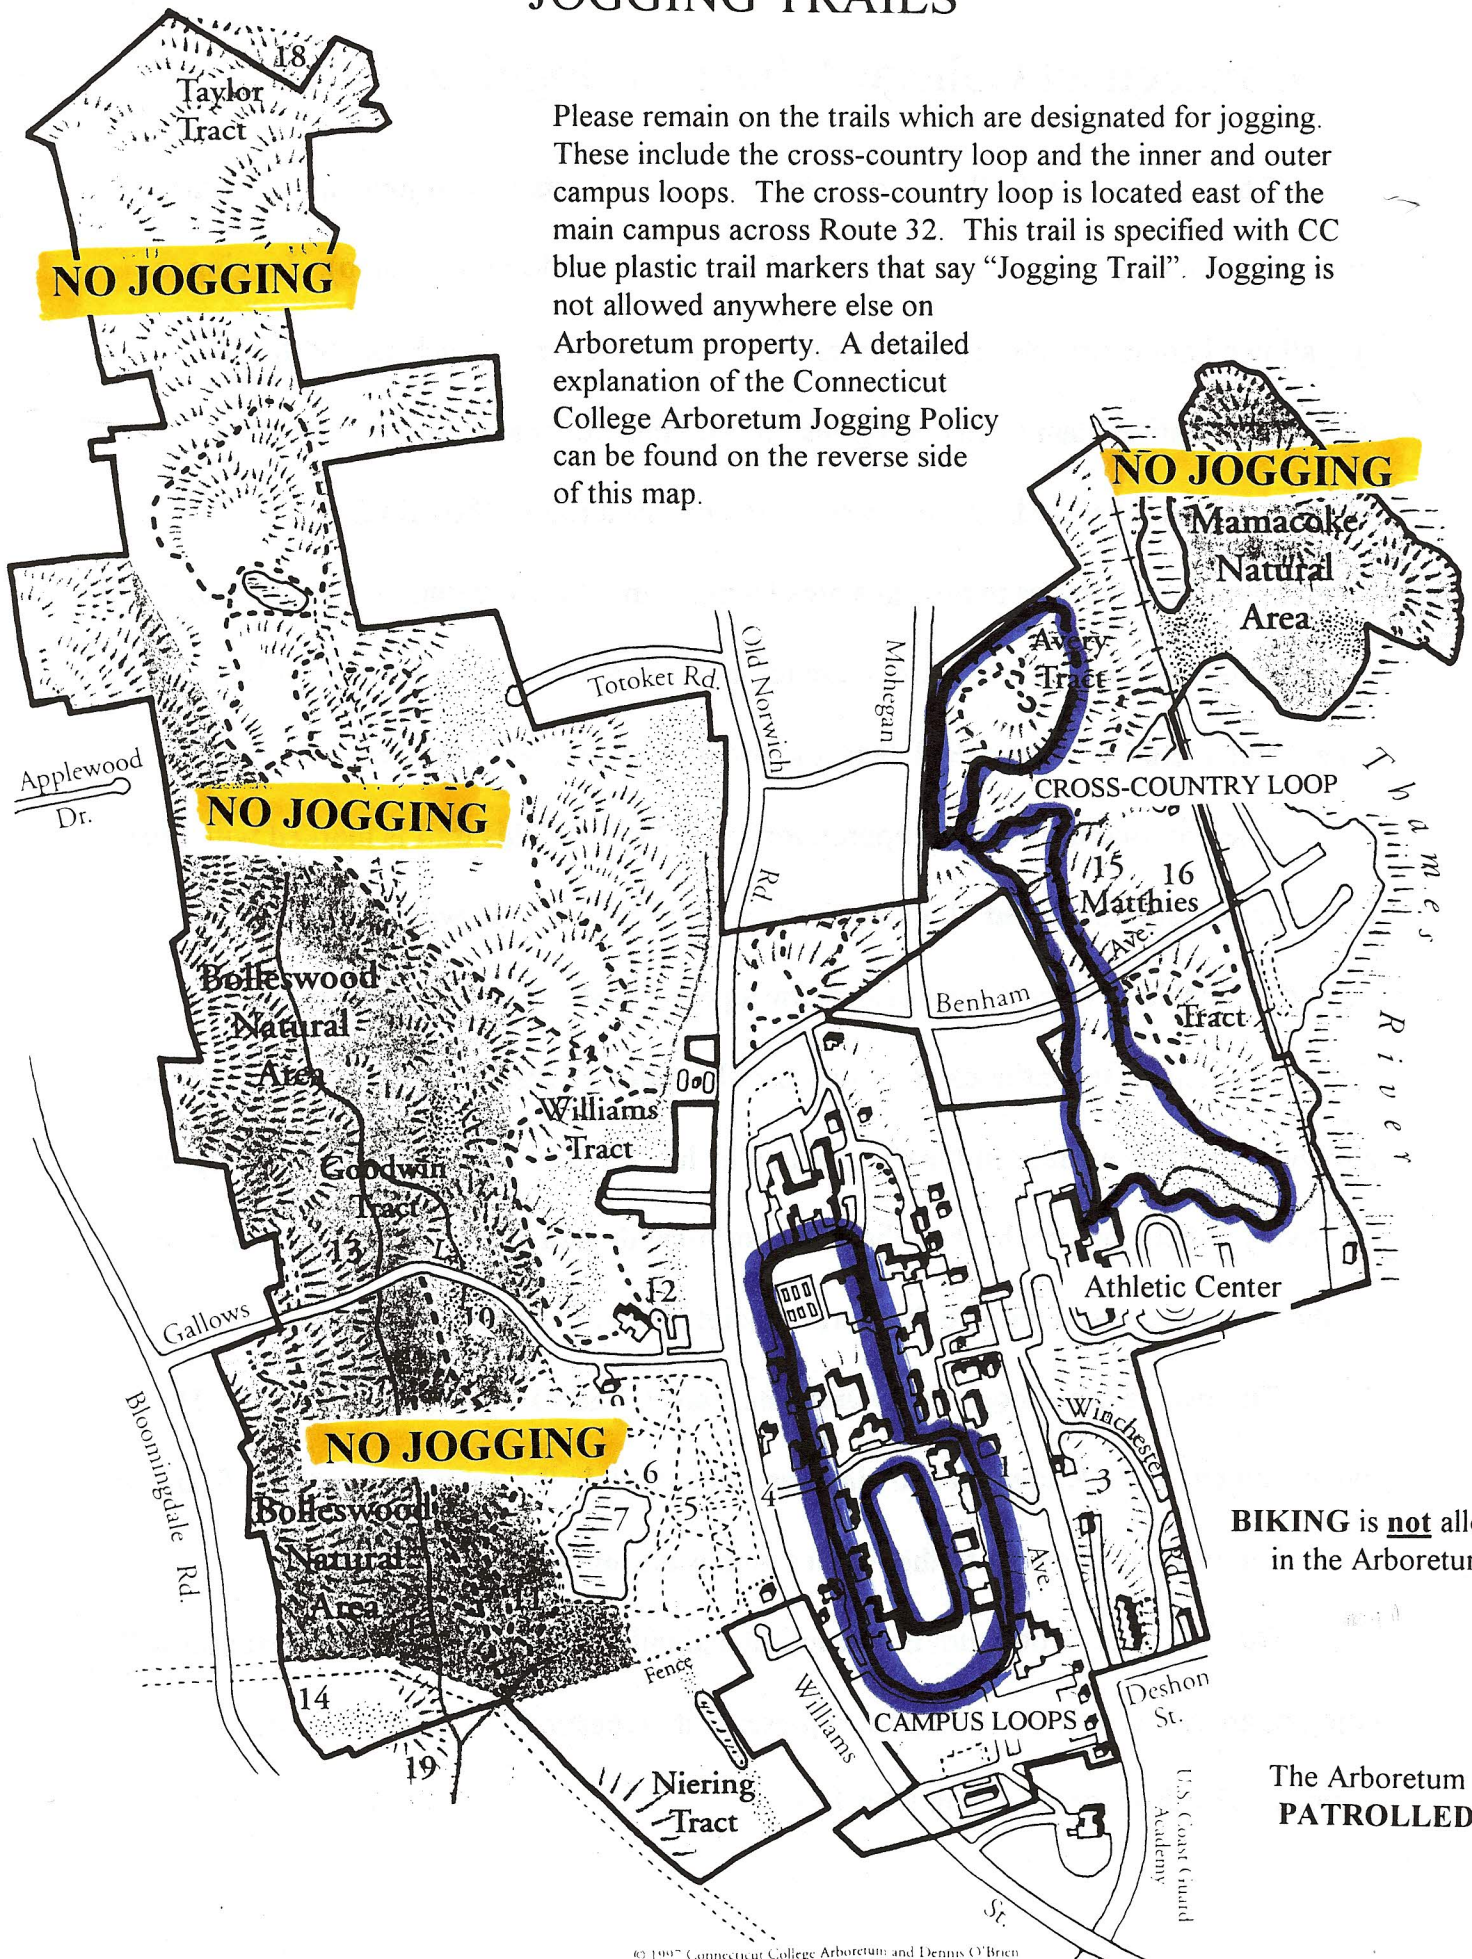 JOGGING TRAILS
Please remain on the trails which are designated for jogging.
These include the cross-country loop and the inner and outer
campus loops. The cross-country loop is located east of the
main campus across Route 32. This trail is specified with CC
blue plastic trail markers that say “Jogging Trail”. Jogging is
not allowed anywhere else on
Arboretum property. A detailed
explanation of the Connecticut
College Arboretum Jogging Policy
can be found on the reverse side
of this map.
18
Taylor
Tract
NO JOGGING
NO JOGGING
Mamacoke
Natural
Area
Avery
Tract
Totoket Rd.
Old Norwich
Rd
Mohegan
CROSS-COUNTRY LOOP
Thames
River
Applewood
Dr.
NO JOGGING
15
16
Matthies
Tract
Benham
Ave.
Bolleswood
Natural
Area
Williams
Tract
Goodwin
Tract
13
La.
Gallows
10
12
Athletic Center
Bloomingdale
Rd.
NO JOGGING
6
7
5
4
1
3
Winchester
Rd.
Bolleswood
Natural
Area
11
Ave.
BIKING is not all
in the Arboretu
Fence
14
19
Williams
St.
CAMPUS LOOPS
Deshon
St.
Niering
Tract
U.S. Coast Guard
Academy
The Arboretum
PATROLLED
© 1997 Connecticut College Arboretum and Dennis O'Brien